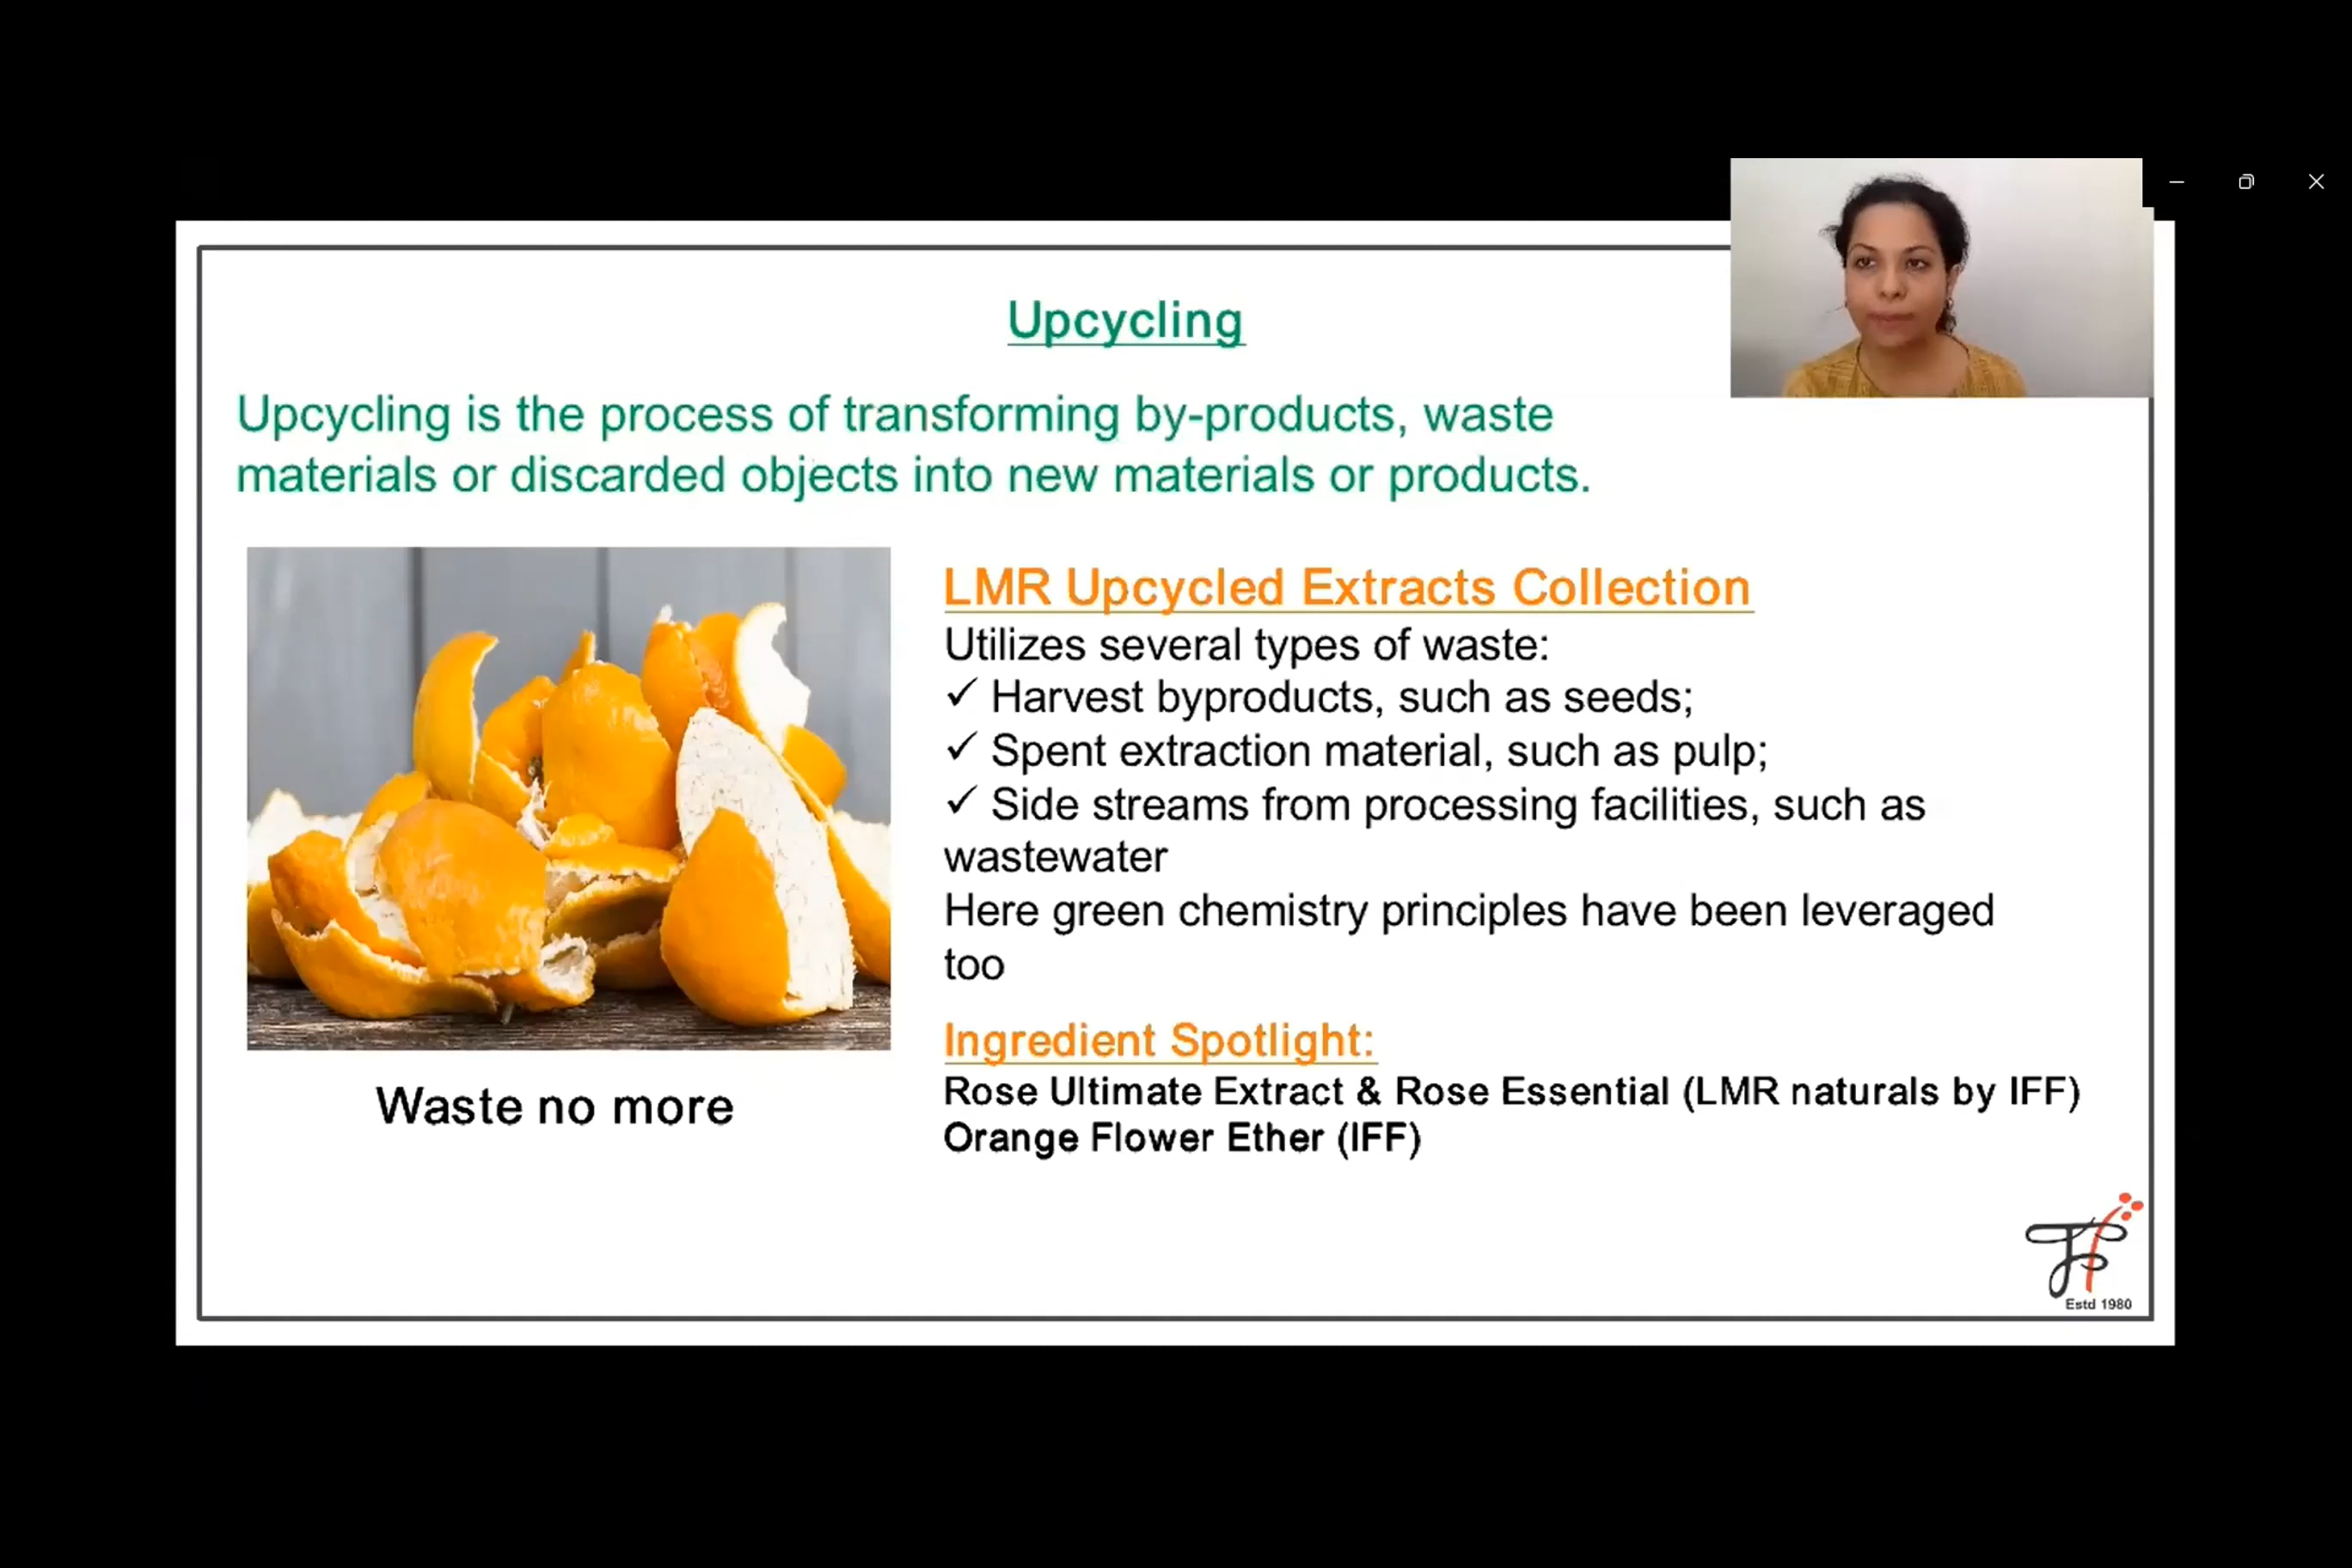 Upcycling
Upcycling is the process of transforming by-products, waste
materials or discarded objects into new materials or products.
LMR Upcycled Extracts Collection
Utilizes several types of waste:
✓ Harvest byproducts, such as seeds;
✓ Spent extraction material, such as pulp;
✓ Side streams from processing facilities, such as
wastewater
Here green chemistry principles have been leveraged
too
Ingredient Spotlight:
Rose Ultimate Extract & Rose Essential (LMR naturals by IFF)
Orange Flower Ether (IFF)
Waste no more
Estd 1980